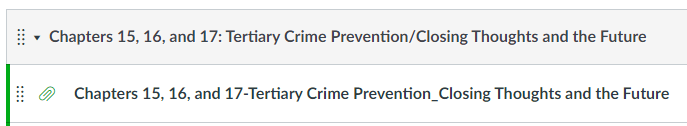 Chapters 15, 16, and 17: Tertiary Crime Prevention/Closing Thoughts and the Future
Chapters 15, 16, and 17-Tertiary Crime Prevention_Closing Thoughts and the Future